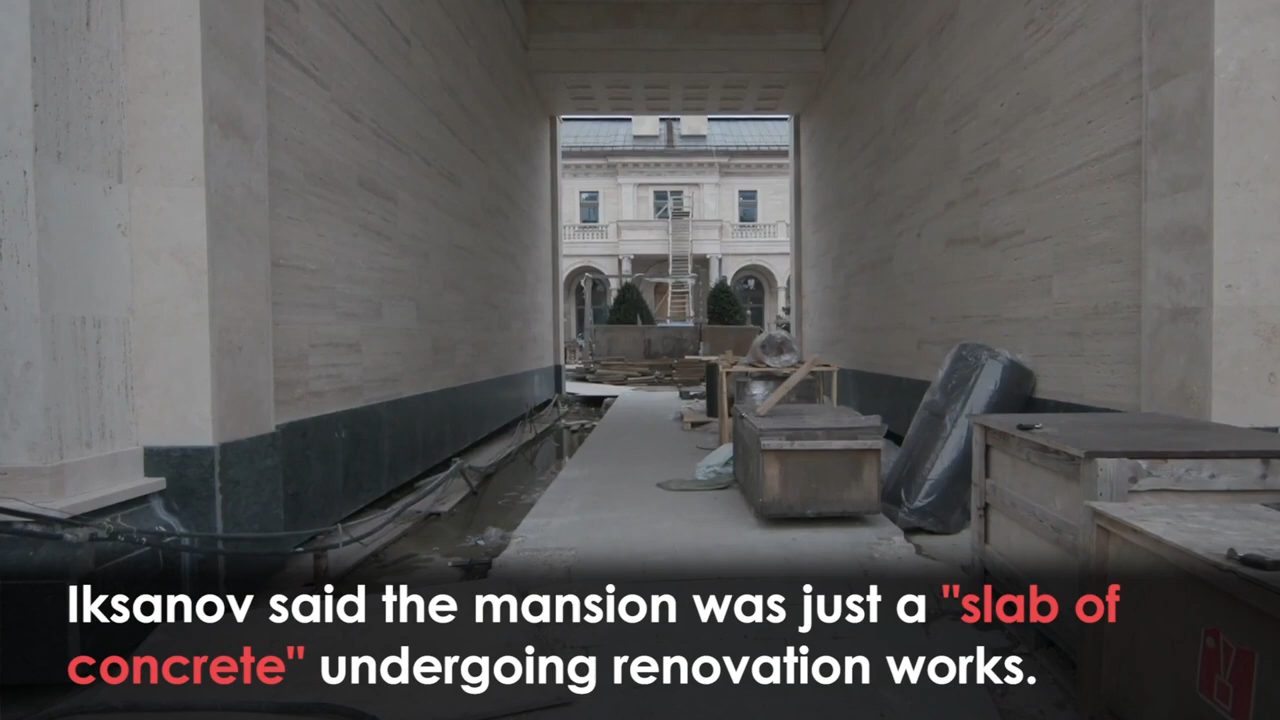 Iksanov said the mansion was just a "slab of
concrete" undergoing renovation works.